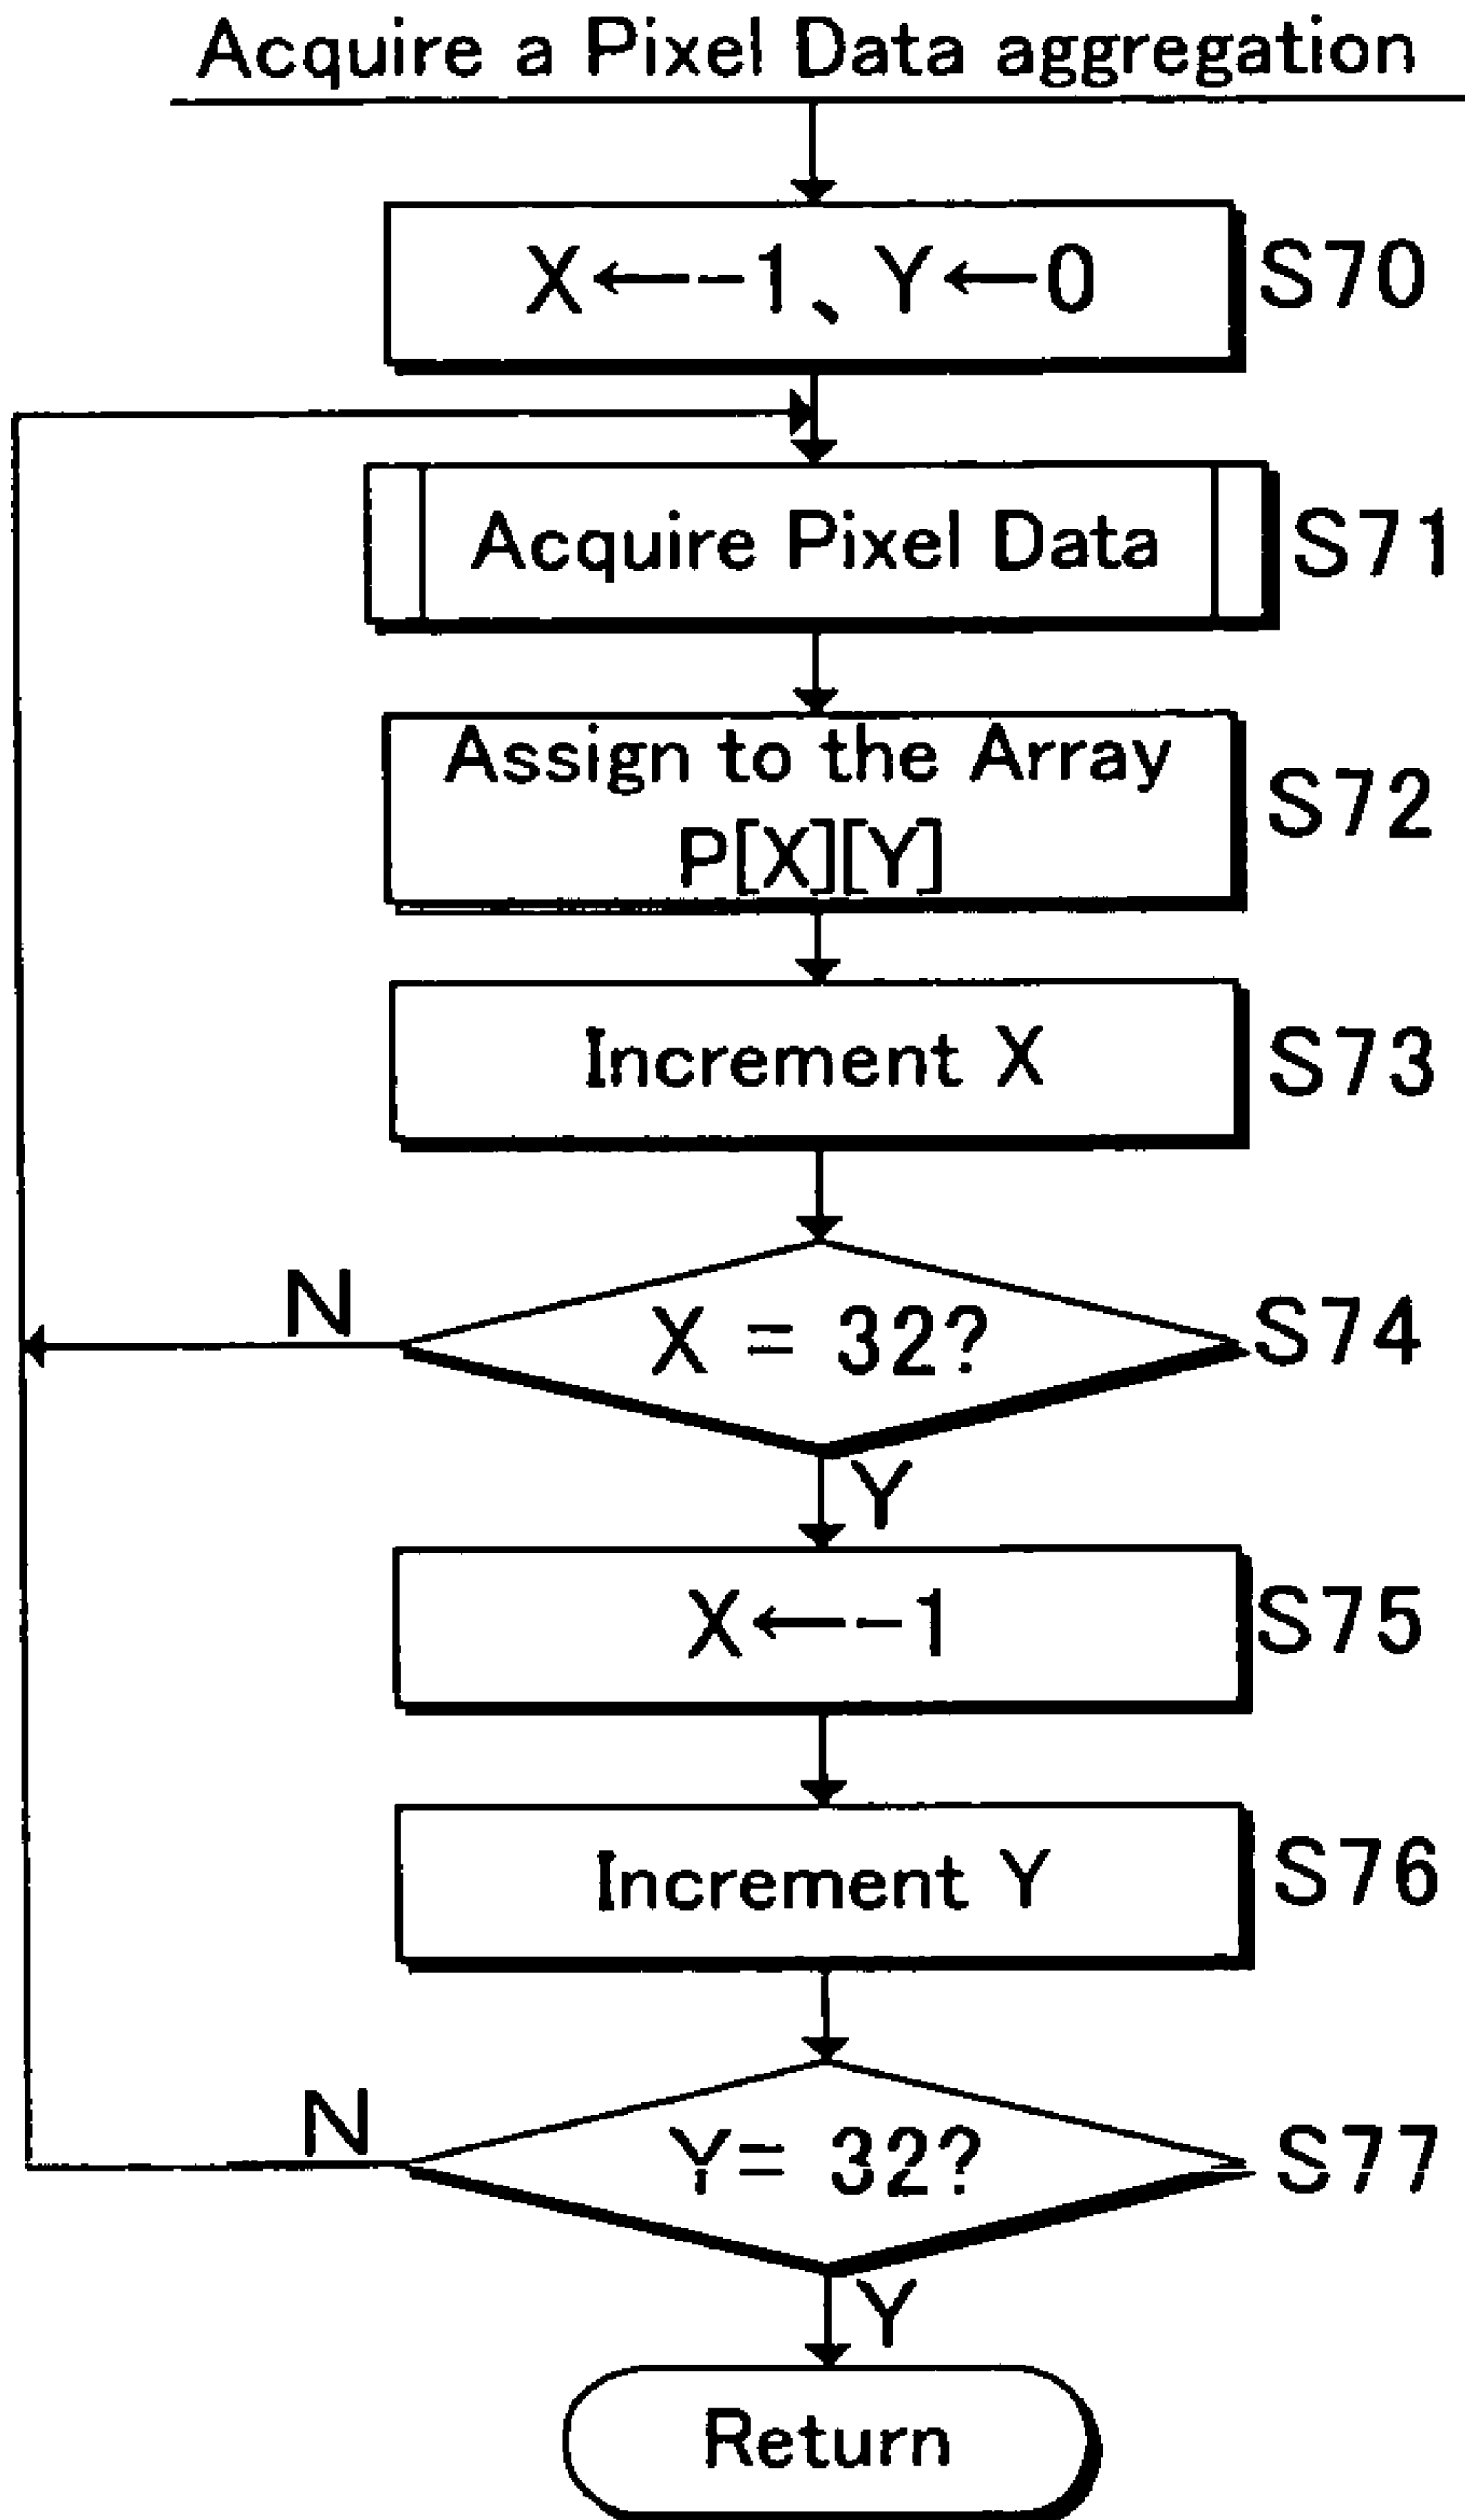 Acquire a Pixel Data aggregation
X←−1、Y←0
S70
Acquire Pixel Data
S71
Assign to the Array
P[X][Y]
S72
Increment X
S73
N
X = 32?
S74
Y
X←−1
S75
Increment Y
S76
N
Y= 32?
S77
Y
Return